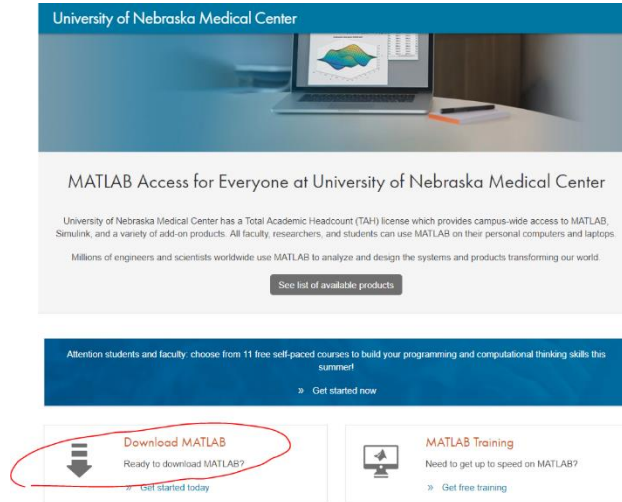 University of Nebraska Medical Center
MATLAB Access for Everyone at University of Nebraska Medical Center
University of Nebraska Medical Center has a Total Academic Headcount (TAH) license which provides campus-wide access to MATLAB,
Simulink, and a variety of add-on products. All faculty, researchers, and students can use MATLAB on their personal computers and laptops.
Millions of engineers and scientists worldwide use MATLAB to analyze and design the systems and products transforming our world.
See list of available products
Attention students and faculty: choose from 11 free self-paced courses to build your programming and computational thinking skills this
summer!
» Get started now
Download MATLAB
Ready to download MATLAB?
» Get started today
MATLAB Training
Need to get up to speed on MATLAB?
» Get free training